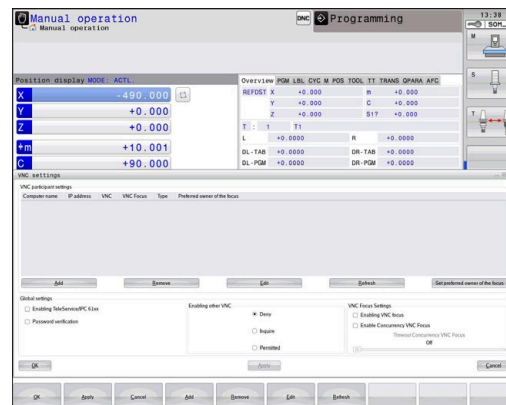 Manual operation
DNC
Programming
13:38
Manual operation
M
Position display MODE: ACTL.
X -490.000
Y +0.000
Z +0.000
+m +10.001
C +90.000
Overview PGM LBL CYC M POS TOOL TT TRANS QPARA AFC
REFDST X +0.000 m +0.000
Y +0.000 C +0.000
Z +0.000 S1? +0.000
T : 1 T1
L +0.0000 R +0.0000
DL-TAB +0.0000 DR-TAB +0.0000
DL-PGM +0.0000 DR-PGM +0.0000
S
T
VNC settings
VNC participant settings
Computer name IP address VNC VNC Focus Type Preferred owner of the focus
Add Remove Edit Refresh Set preferred owner of the focus
Global settings
Enabling TeleService/IPC 61xx
Password verification
Enabling other VNC
Deny
Inquire
Permitted
VNC Focus Settings
Enabling VNC focus
Enable Concurrency VNC Focus
Timeout Concurrency VNC Focus
Off
OK Apply Cancel
OK Apply Cancel Add Remove Edit Refresh